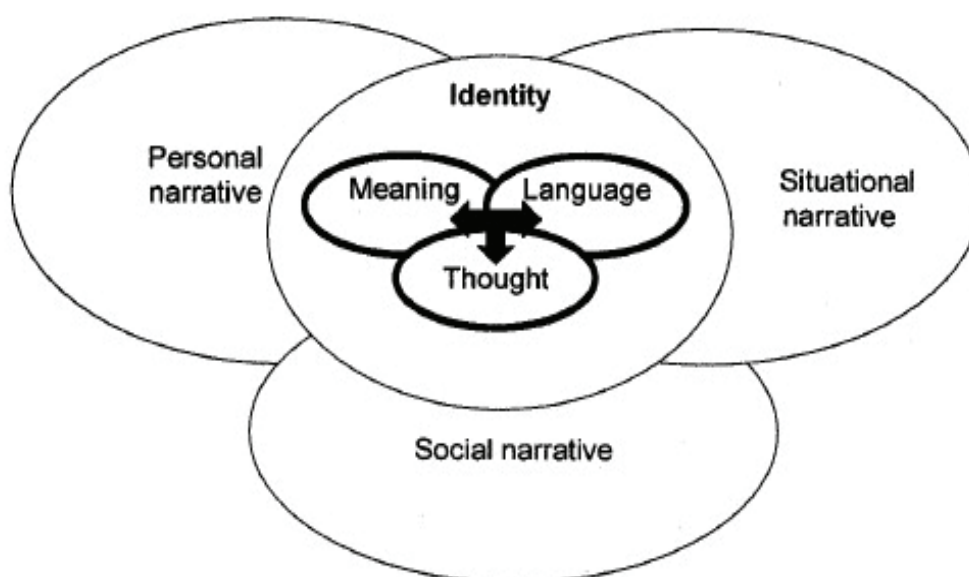 Identity
Personal
narrative
Meaning
Language
Situational
narrative
Thought
Social narrative